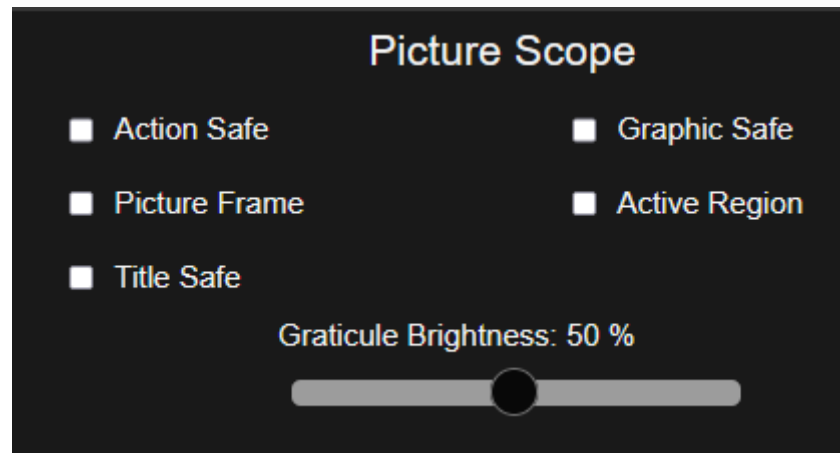 Picture Scope
Action Safe Graphic Safe
Picture Frame Active Region
Title Safe
Graticule Brightness: 50 %